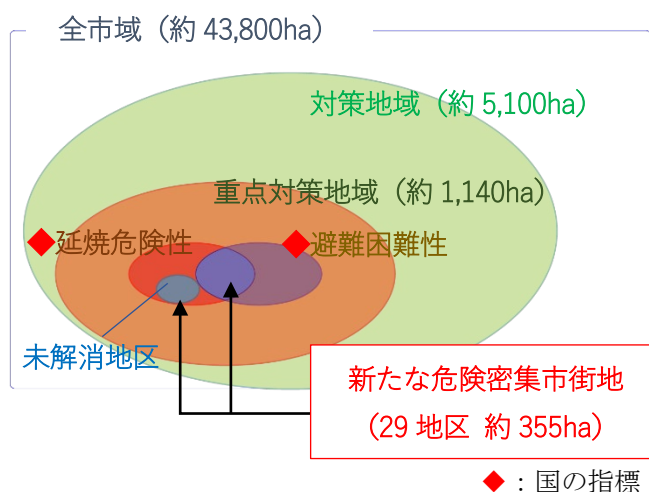 全市域（約 43,800ha）
対策地域（約 5,100ha）
重点対策地域（約 1,140ha）
◆延焼危険性
◆避難困難性
未解消地区
新たな危険密集市街地
（29 地区 約 355ha）
◆：国の指標